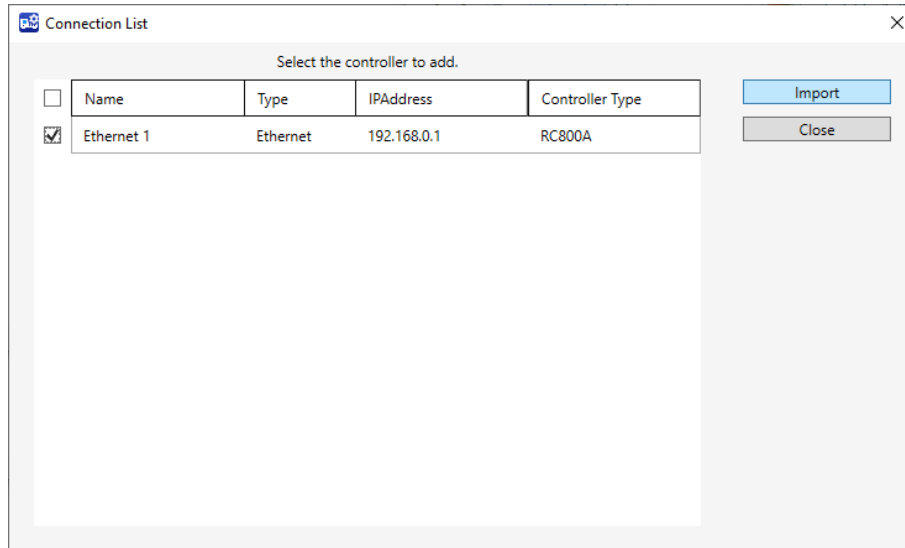 Connection List
Select the controller to add.
Name Type IPAddress Controller Type
Ethernet 1 Ethernet 192.168.0.1 RC800A
Import
Close